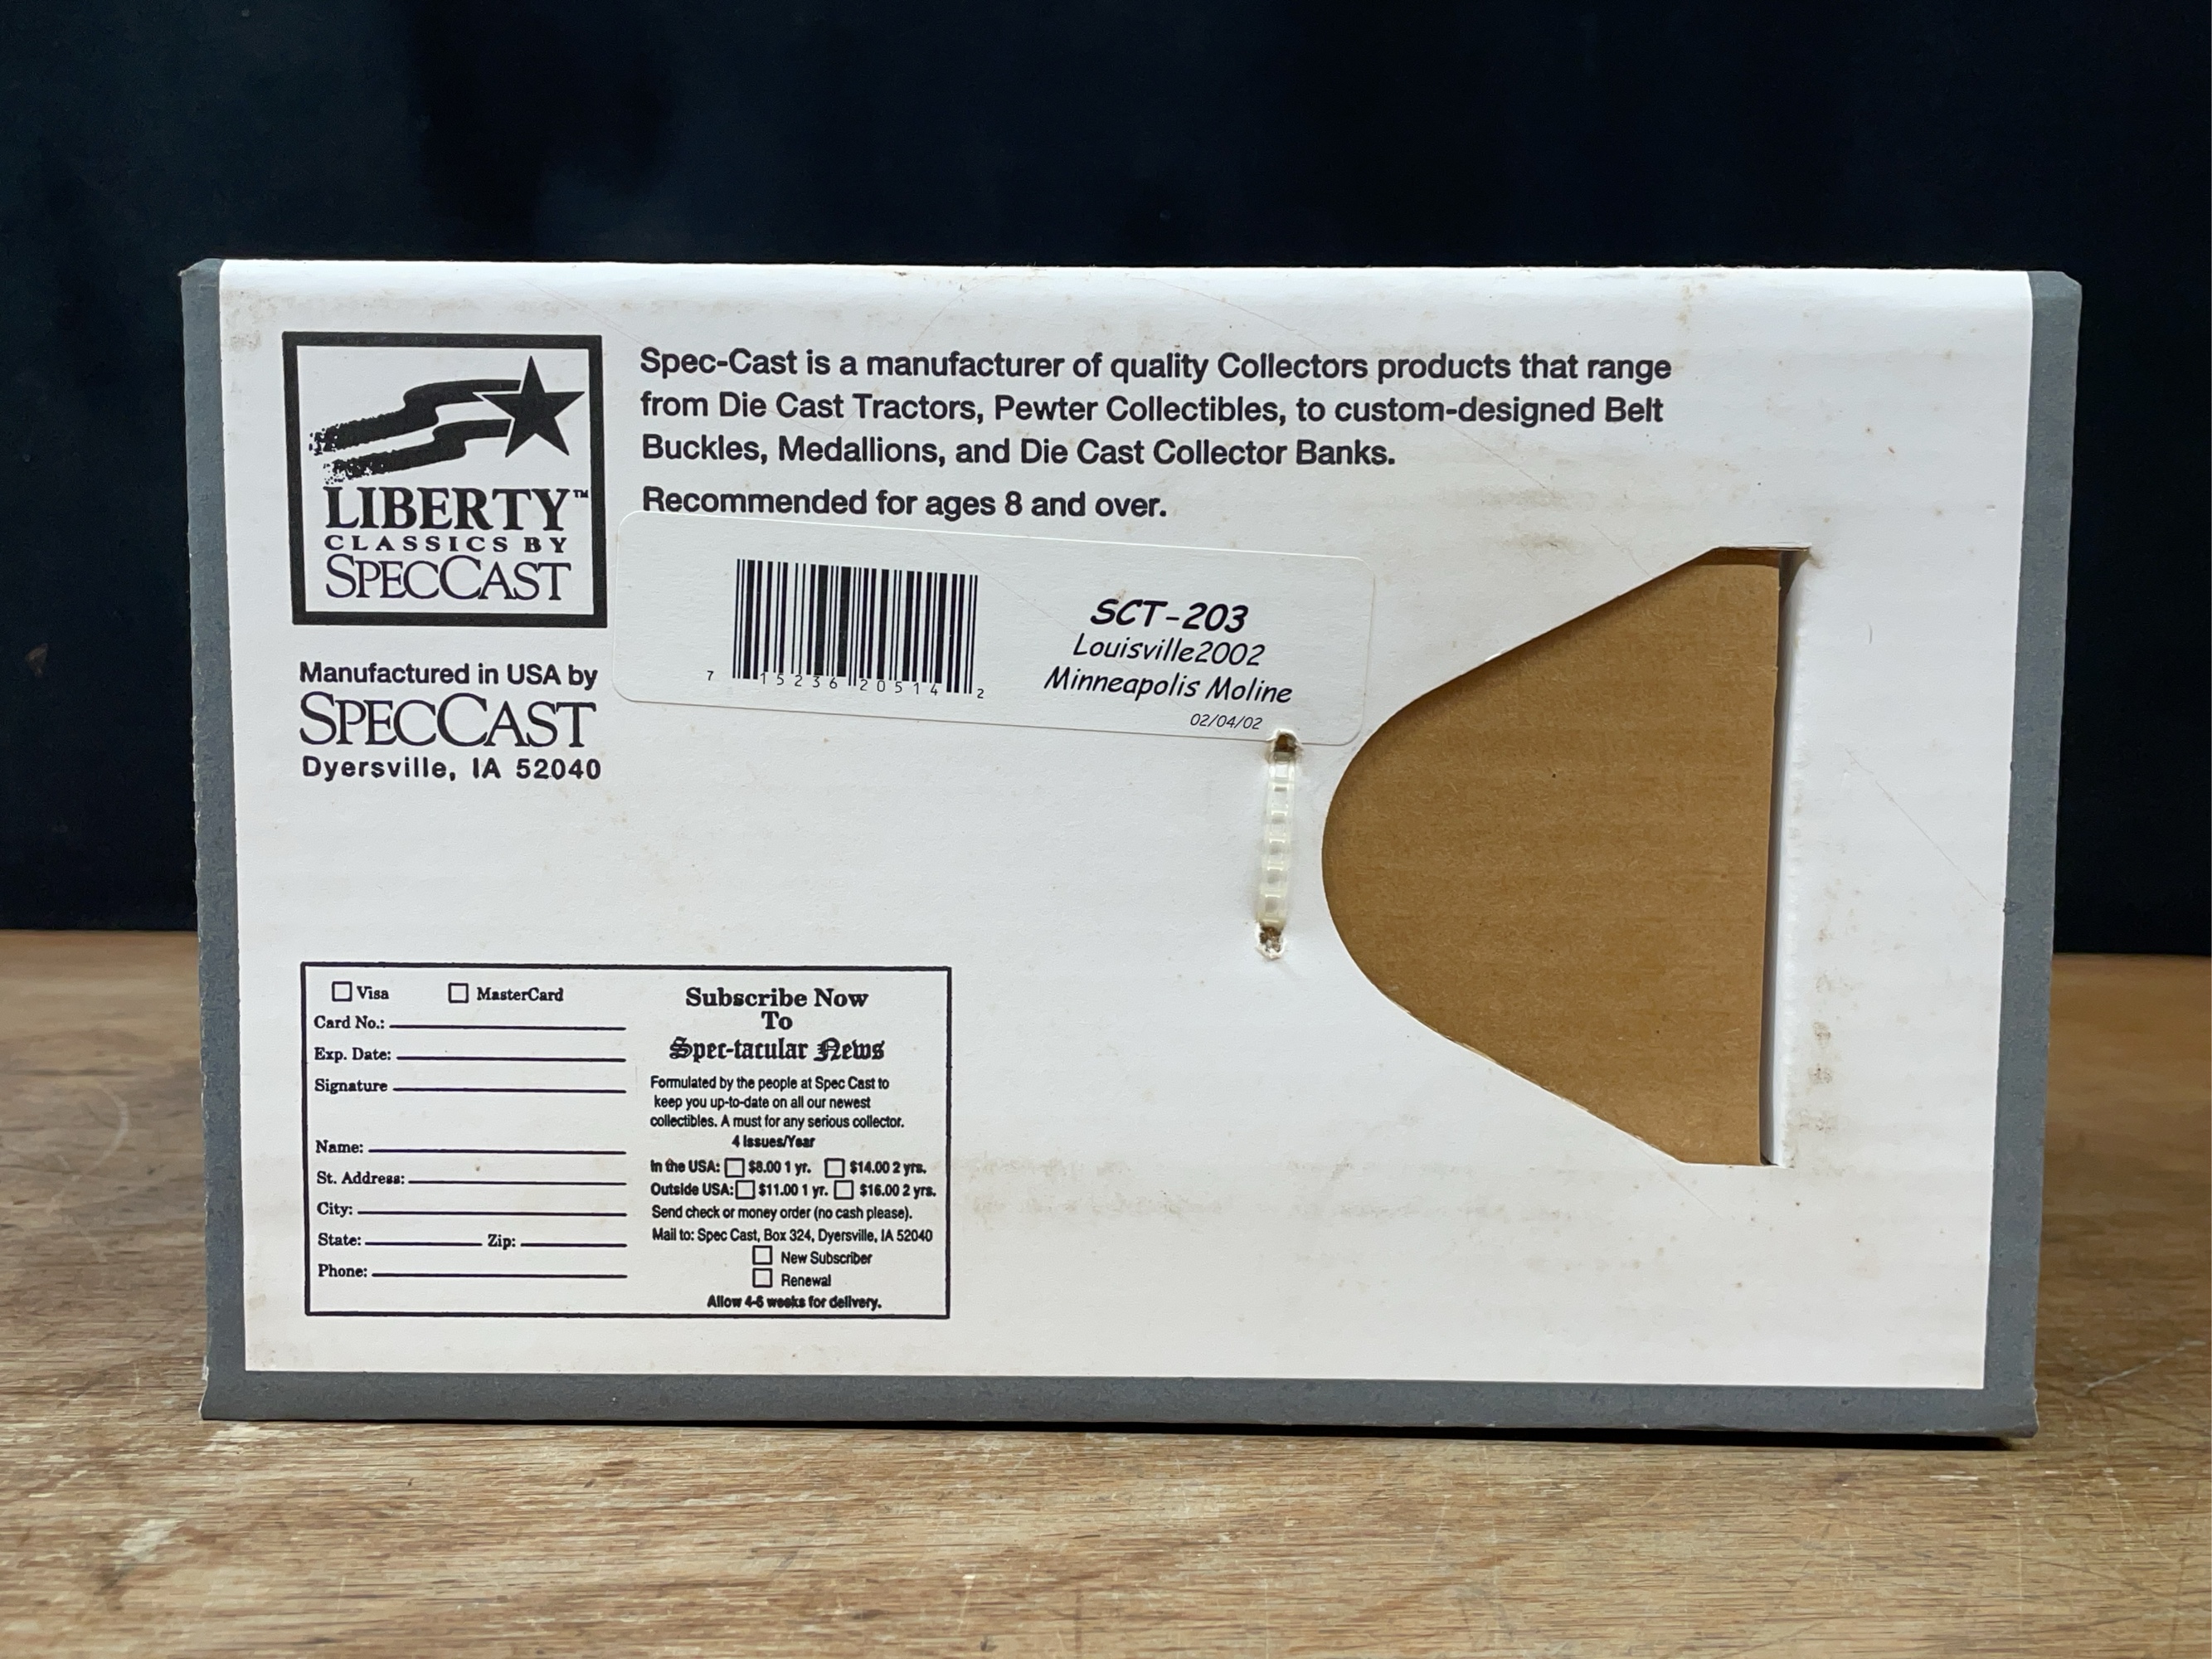 LIBERTY™
CLASSICS BY
SPECCAST
Spec-Cast is a manufacturer of quality Collectors products that range
from Die Cast Tractors, Pewter Collectibles, to custom-designed Belt
Buckles, Medallions, and Die Cast Collector Banks.
Recommended for ages 8 and over.
7 15236 20514 2
SCT-203
Louisville2002
Minneapolis Moline
02/04/02
Manufactured in USA by
SPECCAST
Dyersville, IA 52040
Visa MasterCard
Card No.:
Exp. Date:
Signature
Name:
St. Address:
City:
State: Zip:
Phone:
Subscribe Now
To
Spec-tacular News
Formulated by the people at Spec Cast to
keep you up-to-date on all our newest
collectibles. A must for any serious collector.
4 Issues/Year
In the USA: $8.00 1 yr. $14.00 2 yrs.
Outside USA: $11.00 1 yr. $16.00 2 yrs.
Send check or money order (no cash please).
Mail to: Spec Cast, Box 324, Dyersville, IA 52040
New Subscriber
Renewal
Allow 4-6 weeks for delivery.